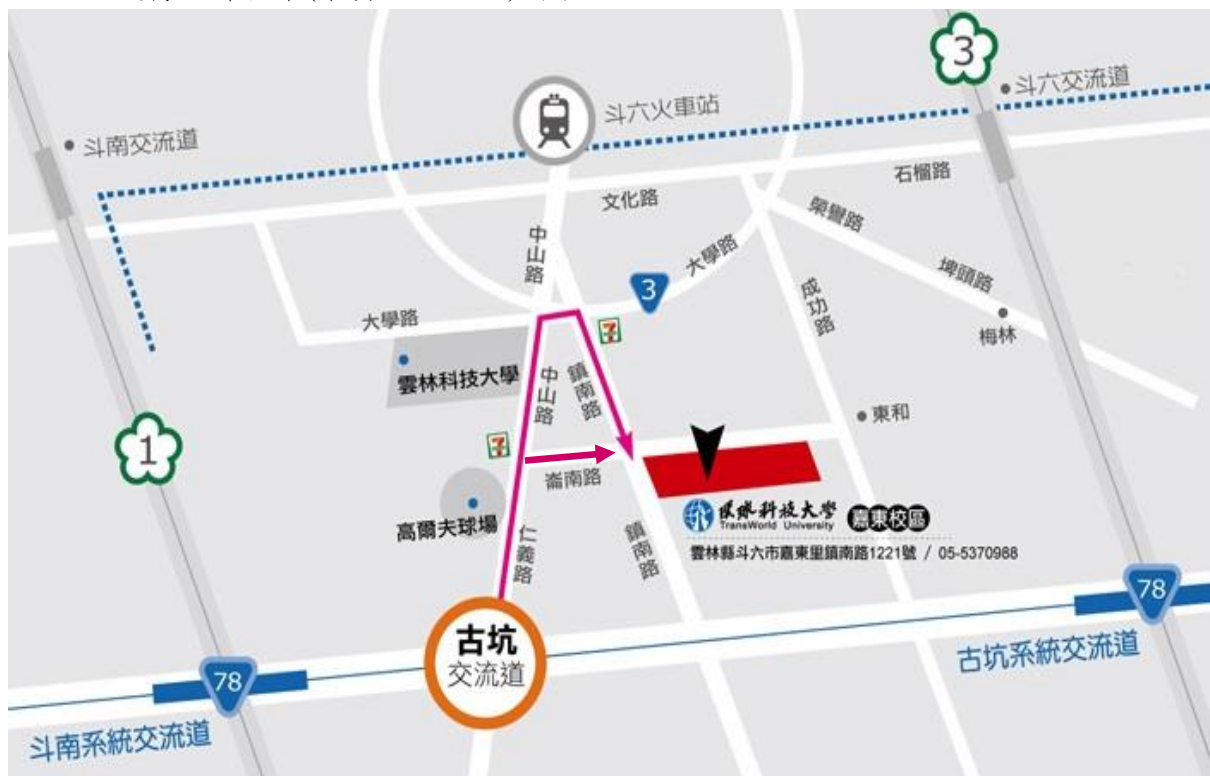 3
斗六交流道
斗南交流道
斗六火車站
石榴路
文化路
榮譽路
中山路
大學路
埤頭路
3
成功路
梅林
大學路
7
雲林科技大學
中山路
鎮南路
東和
1
7
崙南路
高爾夫球場
仁義路
鎮南路
環球科技大學
TransWorld University
嘉東校區
雲林縣斗六市嘉東里鎮南路1221號 / 05-5370988
78
古坑
交流道
古坑系統交流道
78
斗南系統交流道